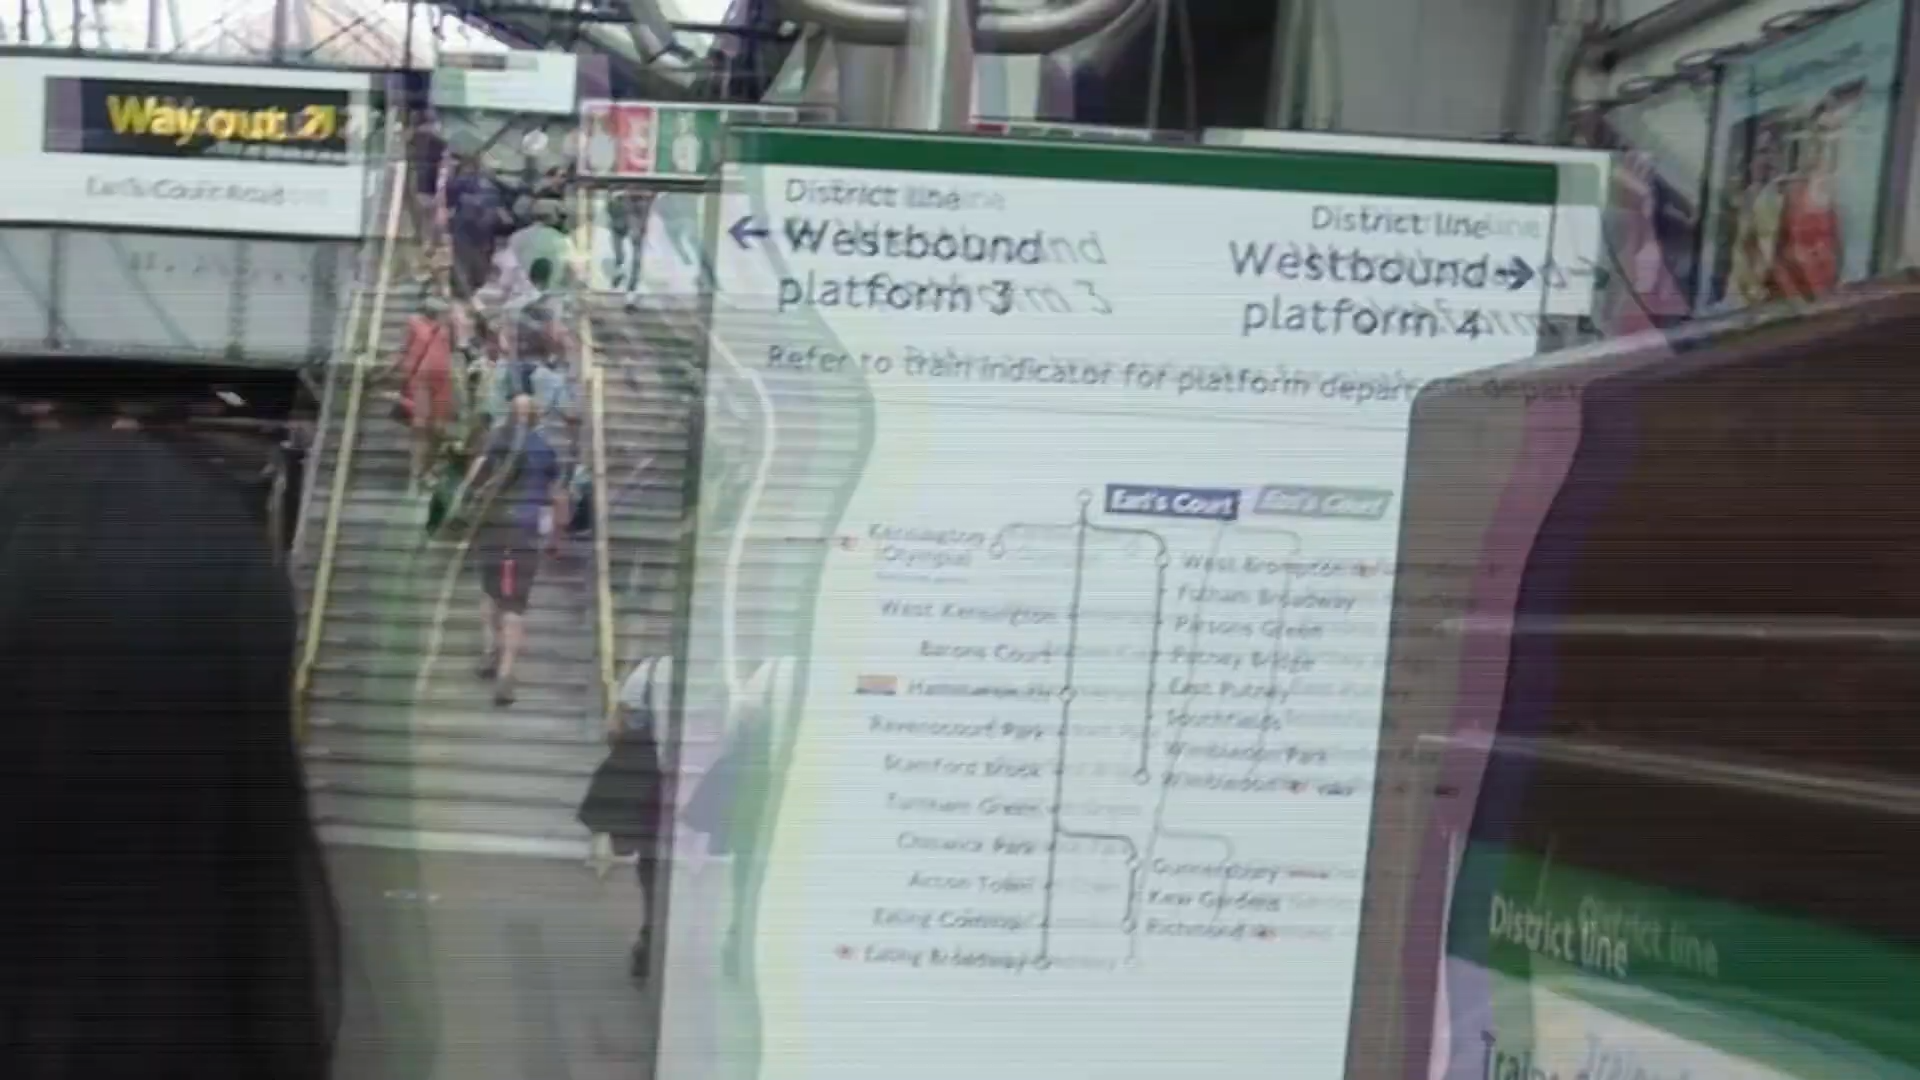 Way out
Earl's Court Road
District line
Westbound
platform 3
District line
Westbound
platform 4
Refer to train indicator for platform
Earl's Court
Kensington
(Olympia)
West Kensington
Barons Court
Hammersmith
Ravenscourt Park
Stamford Brook
Turnham Green
Chiswick Park
Acton Town
Ealing Common
Ealing Broadway
West Brompton
Fulham Broadway
Parsons Green
Putney Bridge
East Putney
Southfields
Wimbledon Park
Wimbledon
Gunnersbury
Kew Gardens
Richmond
District line